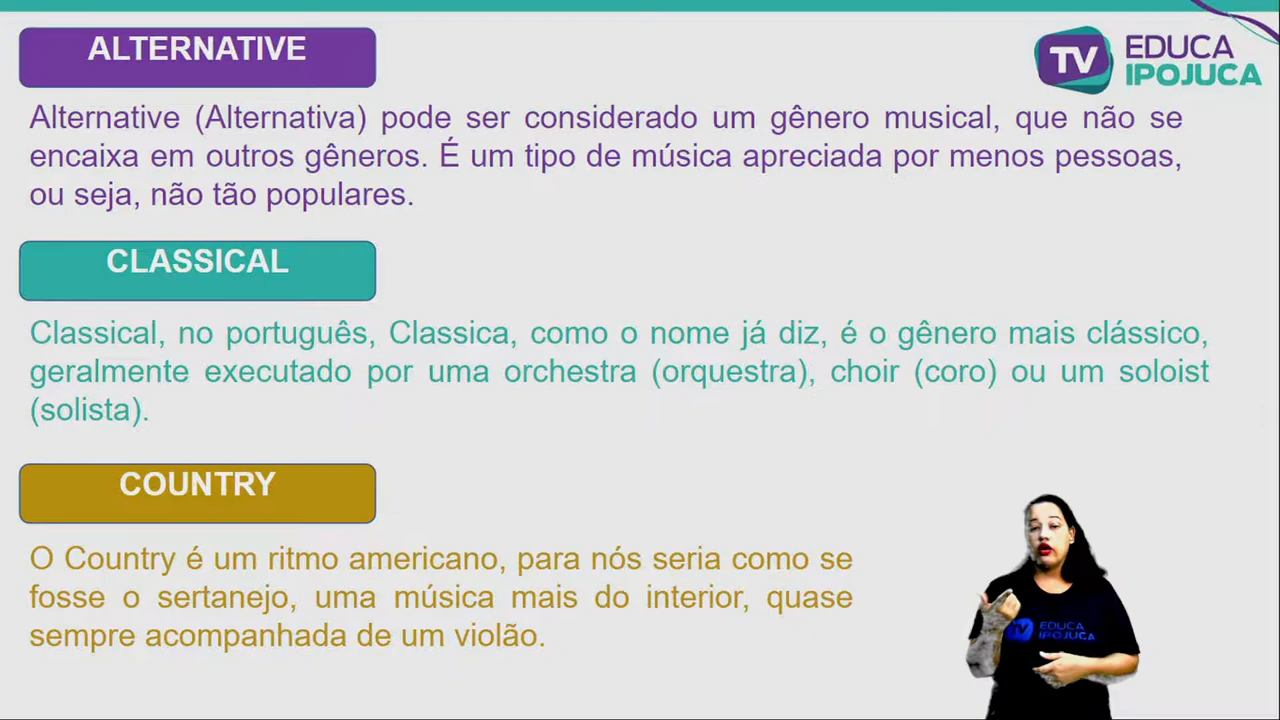 ALTERNATIVE
TV EDUCA
IPOJUCA
Alternative (Alternativa) pode ser considerado um gênero musical, que não se
encaixa em outros gêneros. É um tipo de música apreciada por menos pessoas,
ou seja, não tão populares.
CLASSICAL
Classical, no português, Classica, como o nome já diz, é o gênero mais clássico,
geralmente executado por uma orchestra (orquestra), choir (coro) ou um soloist
(solista).
COUNTRY
O Country é um ritmo americano, para nós seria como se
fosse o sertanejo, uma música mais do interior, quase
sempre acompanhada de um violão.
TV EDUCA
IPOJUCA